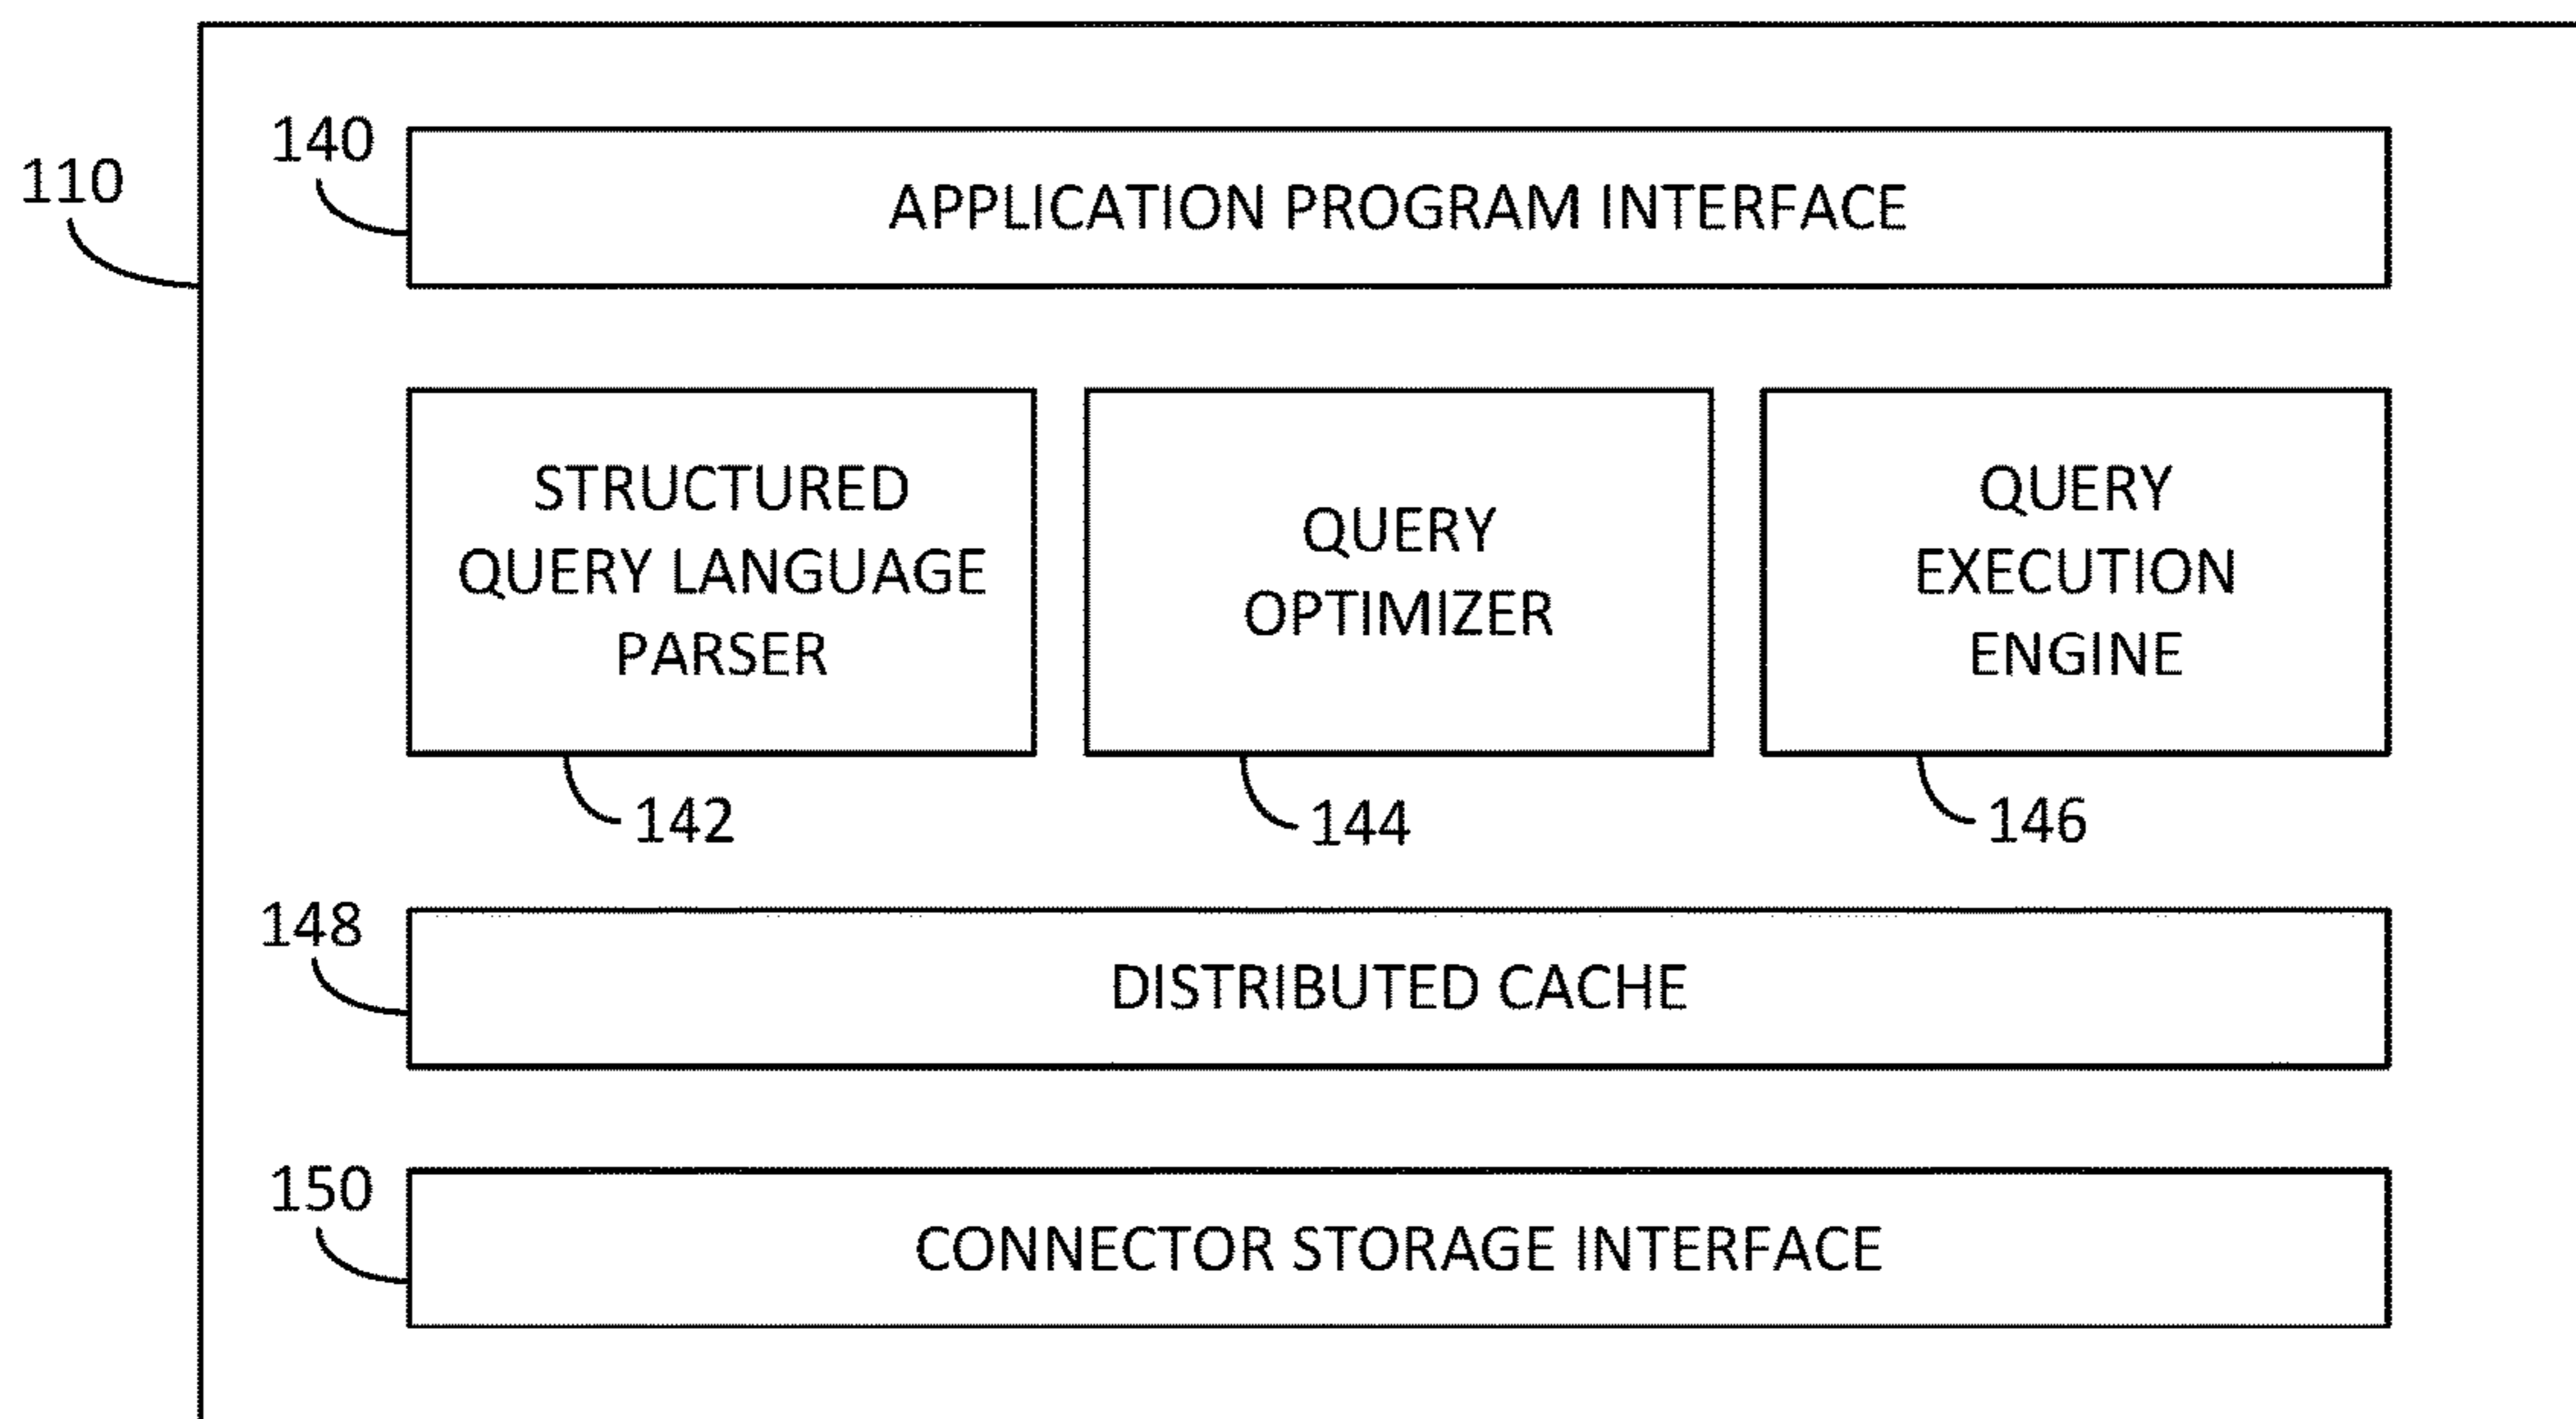 140
110
APPLICATION PROGRAM INTERFACE
STRUCTURED
QUERY LANGUAGE
PARSER
QUERY
OPTIMIZER
QUERY
EXECUTION
ENGINE
142
144
146
148
DISTRIBUTED CACHE
150
CONNECTOR STORAGE INTERFACE